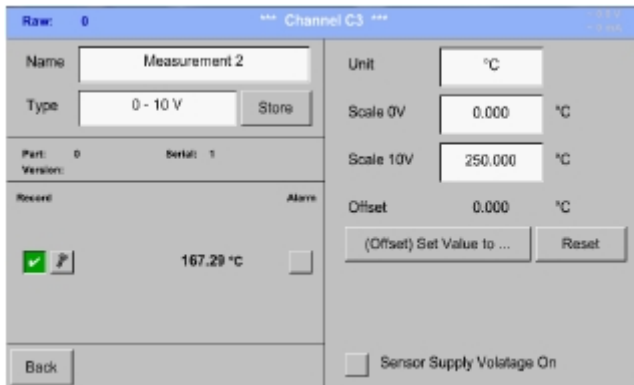 Raw: 0
*** Channel C3 ***
Name
Measurement 2
Type
0 - 10 V
Store
Part: 0
Serial: 1
Version:
Record
Alarm
167.29 °C
Back
Unit
°C
Scale 0V
0.000
°C
Scale 10V
250.000
°C
Offset
0.000
°C
(Offset) Set Value to ...
Reset
Sensor Supply Volatage On